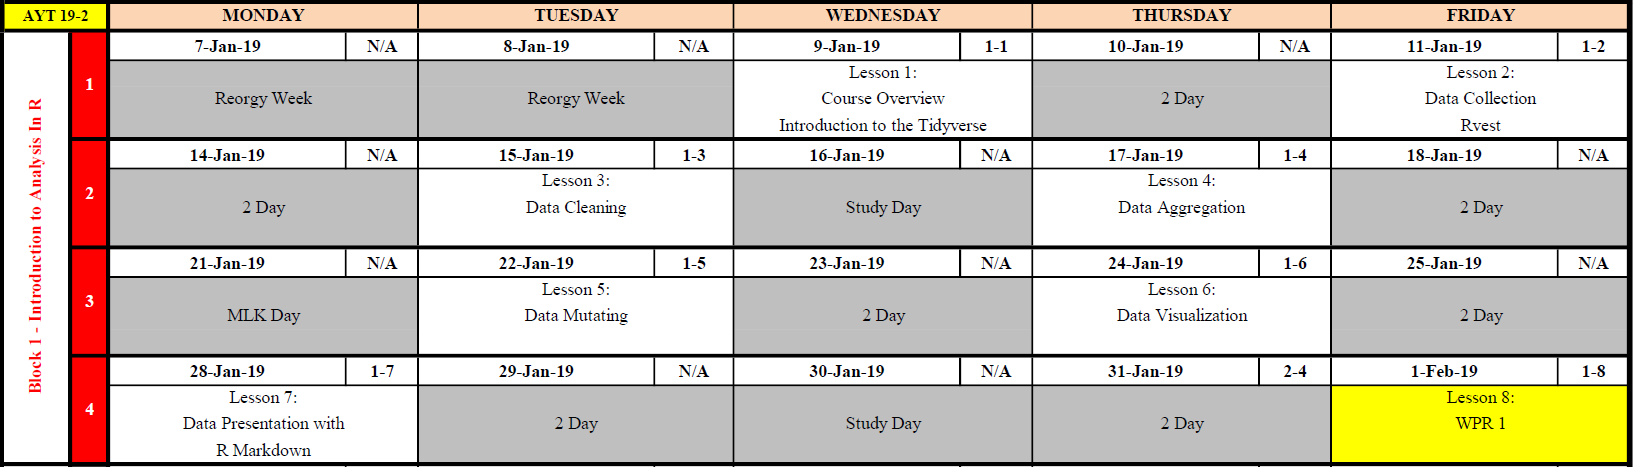 AYT 19-2 MONDAY TUESDAY WEDNESDAY THURSDAY FRIDAY
Block 1 - Introduction to Analysis In R
1
7-Jan-19 N/A 8-Jan-19 N/A 9-Jan-19 1-1 10-Jan-19 N/A 11-Jan-19 1-2
Reorgy Week
Reorgy Week
Lesson 1:
Course Overview
Introduction to the Tidyverse
2 Day
Lesson 2:
Data Collection
Rvest
2
14-Jan-19 N/A 15-Jan-19 1-3 16-Jan-19 N/A 17-Jan-19 1-4 18-Jan-19 N/A
2 Day
Lesson 3:
Data Cleaning
Study Day
Lesson 4:
Data Aggregation
2 Day
3
21-Jan-19 N/A 22-Jan-19 1-5 23-Jan-19 N/A 24-Jan-19 1-6 25-Jan-19 N/A
MLK Day
Lesson 5:
Data Mutating
2 Day
Lesson 6:
Data Visualization
2 Day
4
28-Jan-19 1-7 29-Jan-19 N/A 30-Jan-19 N/A 31-Jan-19 2-4 1-Feb-19 1-8
Lesson 7:
Data Presentation with
R Markdown
2 Day
Study Day
2 Day
Lesson 8:
WPR 1